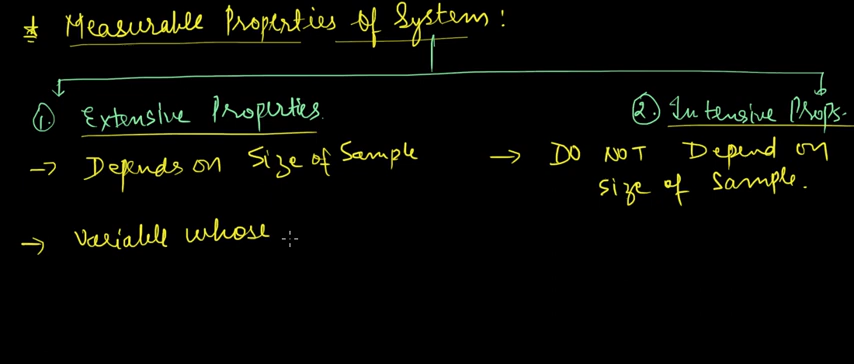 * Measurable Properties of System:
1. Extensive Properties.
→ Depends on Size of Sample
→ Variable whose
2. Intensive Props.
→ DO NOT Depend on
Size of Sample.